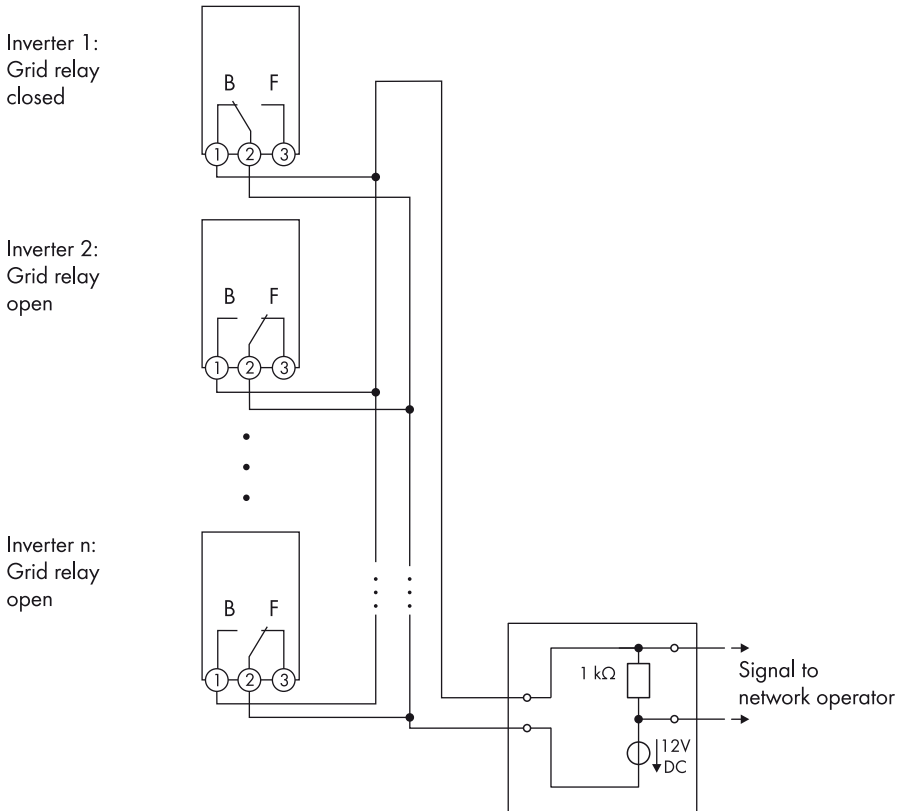 Inverter 1:
Grid relay
closed
B F
1 2 3
Inverter 2:
Grid relay
open
B F
1 2 3
Inverter n:
Grid relay
open
B F
1 2 3
1 kΩ
Signal to
network operator
12V
DC